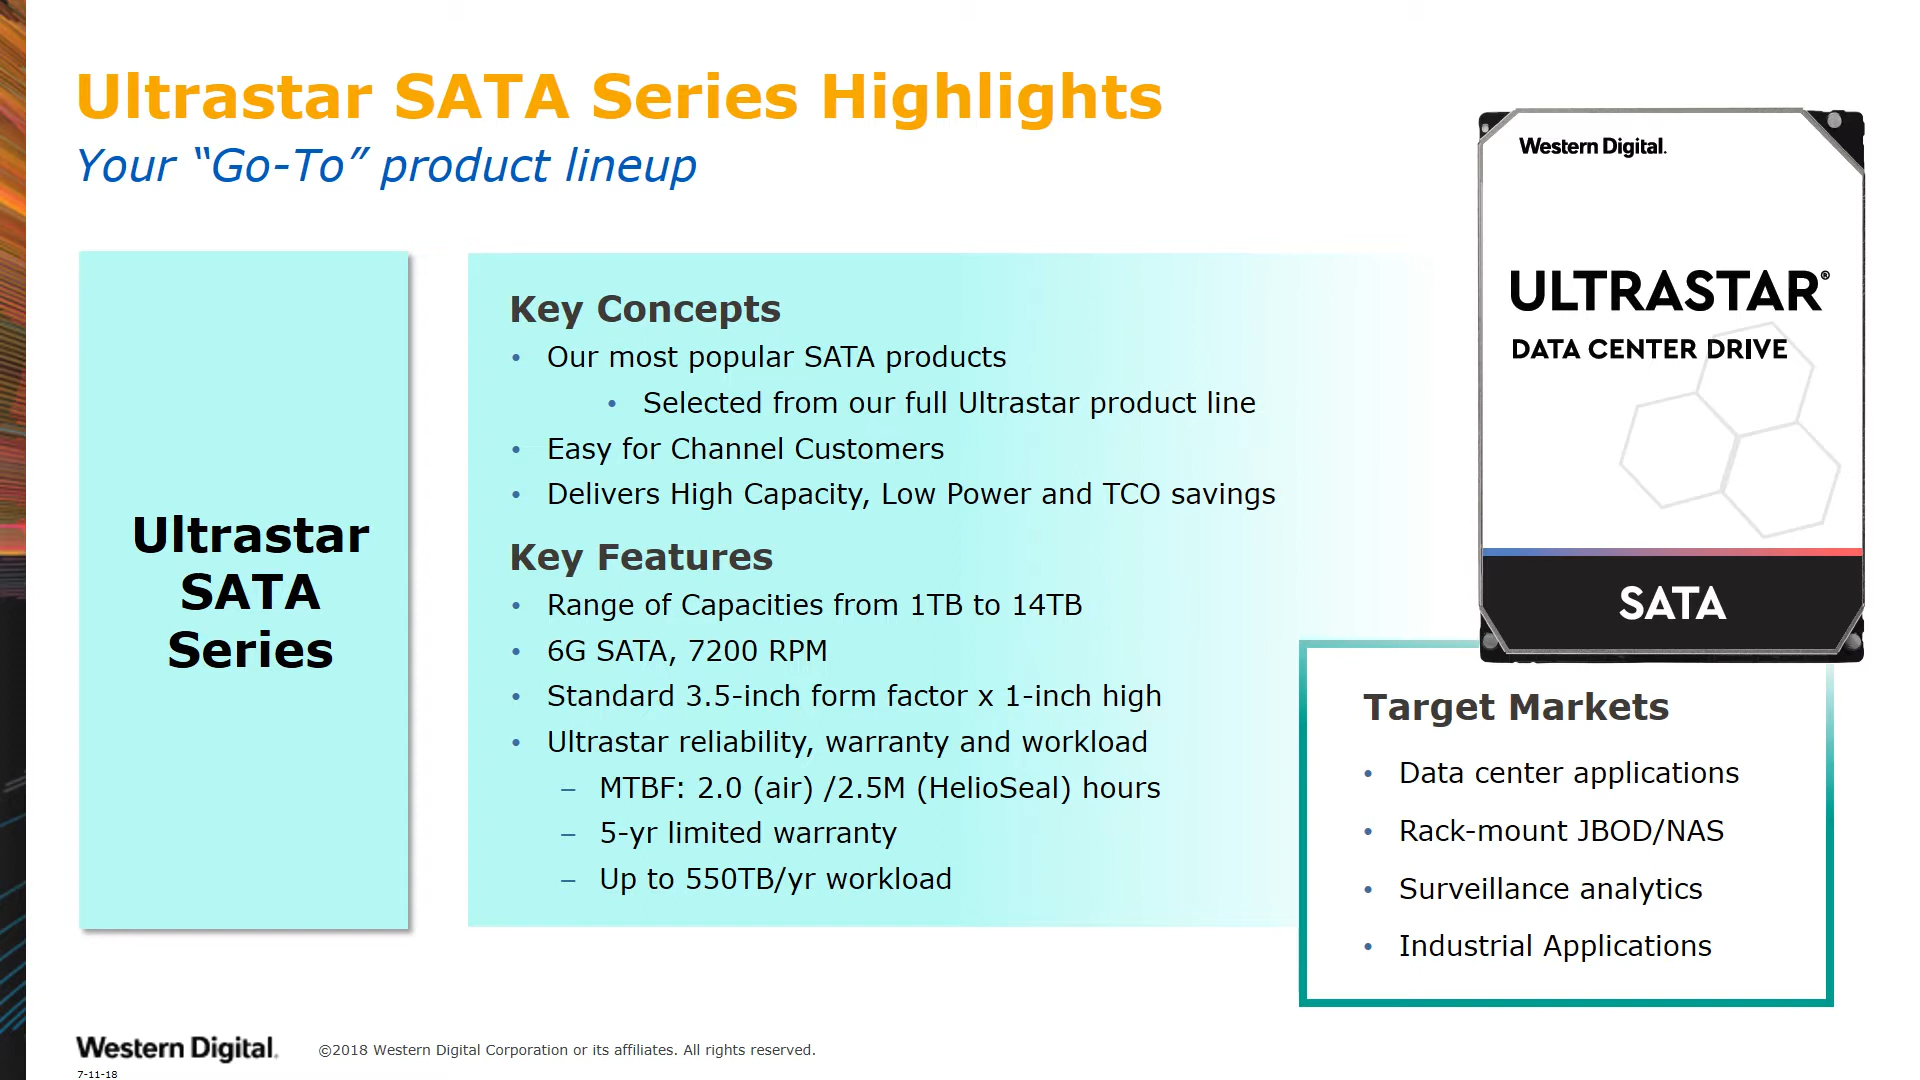 Ultrastar SATA Series Highlights
Your “Go-To” product lineup
Ultrastar
SATA
Series
Key Concepts
• Our most popular SATA products
• Selected from our full Ultrastar product line
• Easy for Channel Customers
• Delivers High Capacity, Low Power and TCO savings
Key Features
• Range of Capacities from 1TB to 14TB
• 6G SATA, 7200 RPM
• Standard 3.5-inch form factor x 1-inch high
• Ultrastar reliability, warranty and workload
– MTBF: 2.0 (air) /2.5M (HelioSeal) hours
– 5-yr limited warranty
– Up to 550TB/yr workload
Western Digital.
ULTRASTAR®
DATA CENTER DRIVE
SATA
Target Markets
• Data center applications
• Rack-mount JBOD/NAS
• Surveillance analytics
• Industrial Applications
Western Digital.
©2018 Western Digital Corporation or its affiliates. All rights reserved.
7-11-18